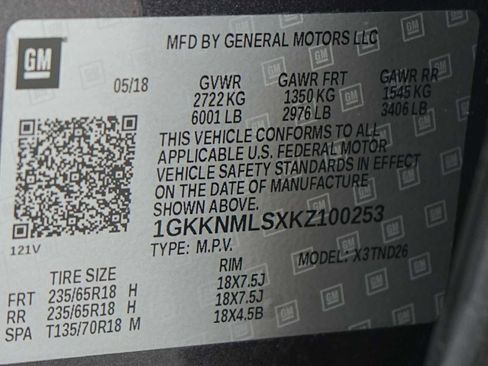 GM
MFD BY GENERAL MOTORS LLC
05/18 GVWR GAWR FRT GAWR RR
2722 KG 1350 KG 1545 KG
6001 LB 2976 LB 3406 LB
THIS VEHICLE CONFORMS TO ALL
APPLICABLE U.S. FEDERAL MOTOR
VEHICLE SAFETY STANDARDS IN EFFECT
ON THE DATE OF MANUFACTURE
SHOWN ABOVE.
1GKKNMLSXKZ100253
121V
TYPE: M.P.V. MODEL: X3TND26
TIRE SIZE RIM
FRT 235/65R18 H 18X7.5J
RR 235/65R18 H 18X7.5J
SPA T135/70R18 M 18X4.5B